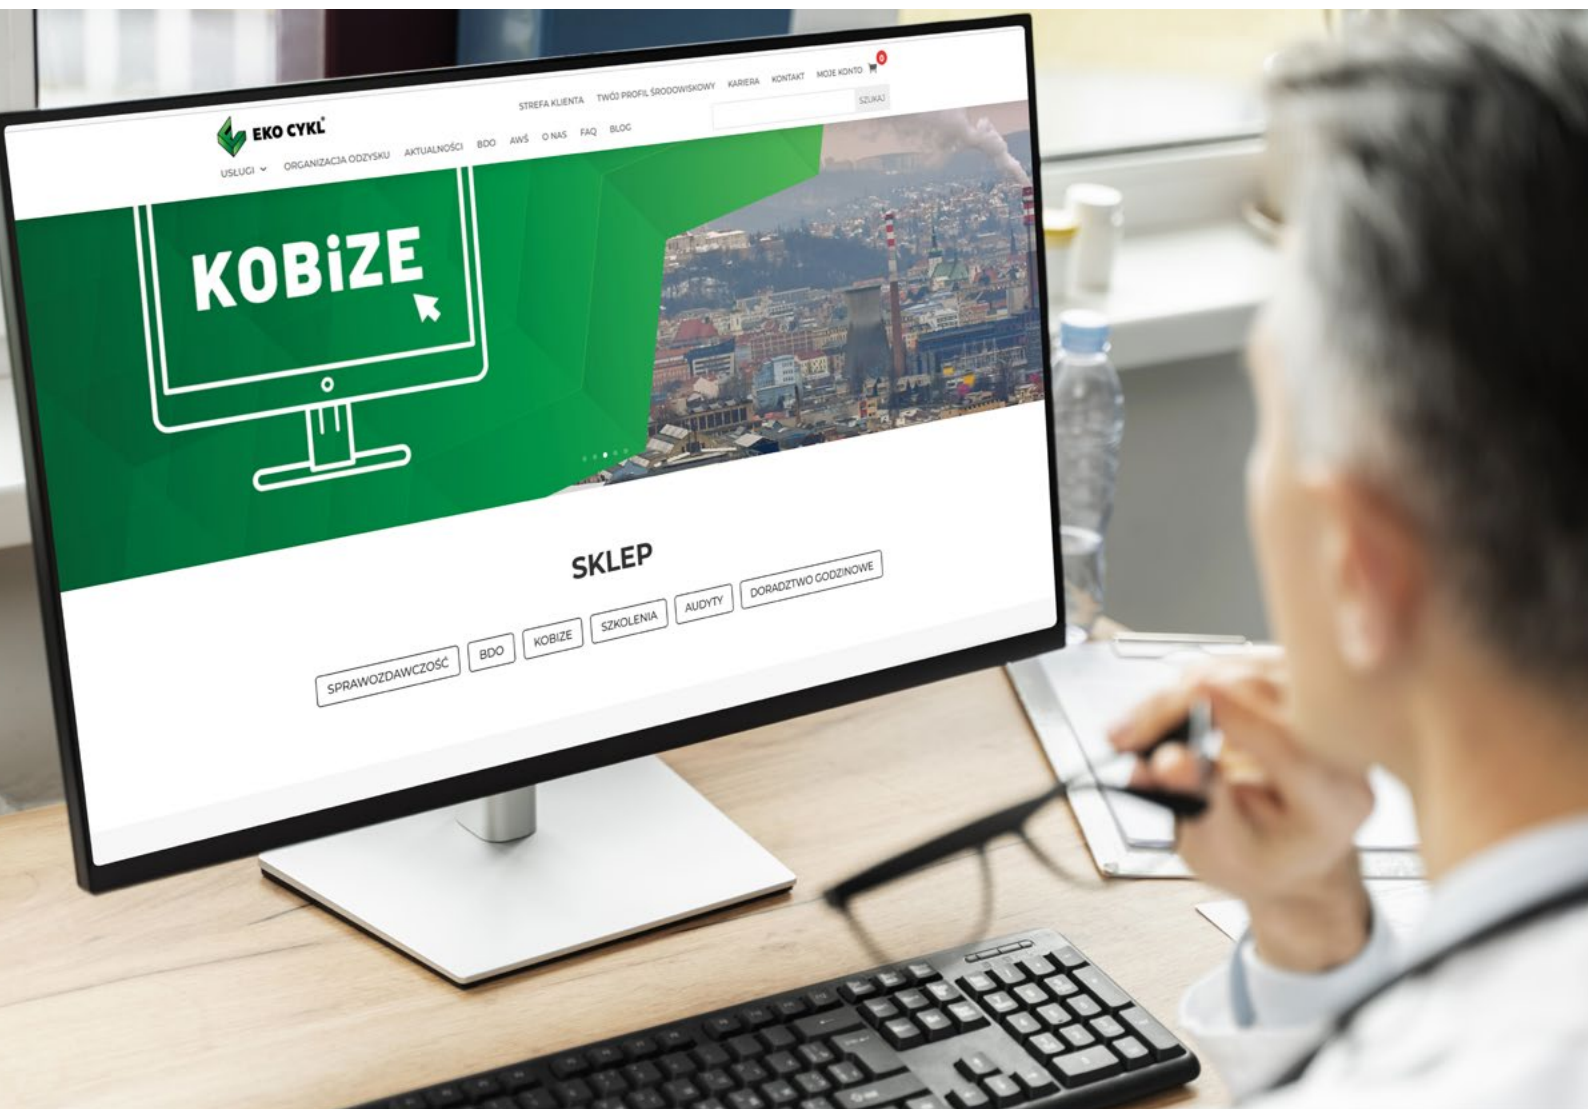 EKO CYKL
STREFA KLIENTA TWÓJ PROFIL ŚRODOWISKOWY KARIERA KONTAKT MOJE KONTO 0
USŁUGI ORGANIZACJA ODZYSKU AKTUALNOŚCI BDO AWŚ O NAS FAQ BLOG
SZUKAJ
KOBiZE
SKLEP
SPRAWOZDAWCZOŚĆ BDO KOBIZE SZKOLENIA AUDYTY DORADZTWO GODZINOWE